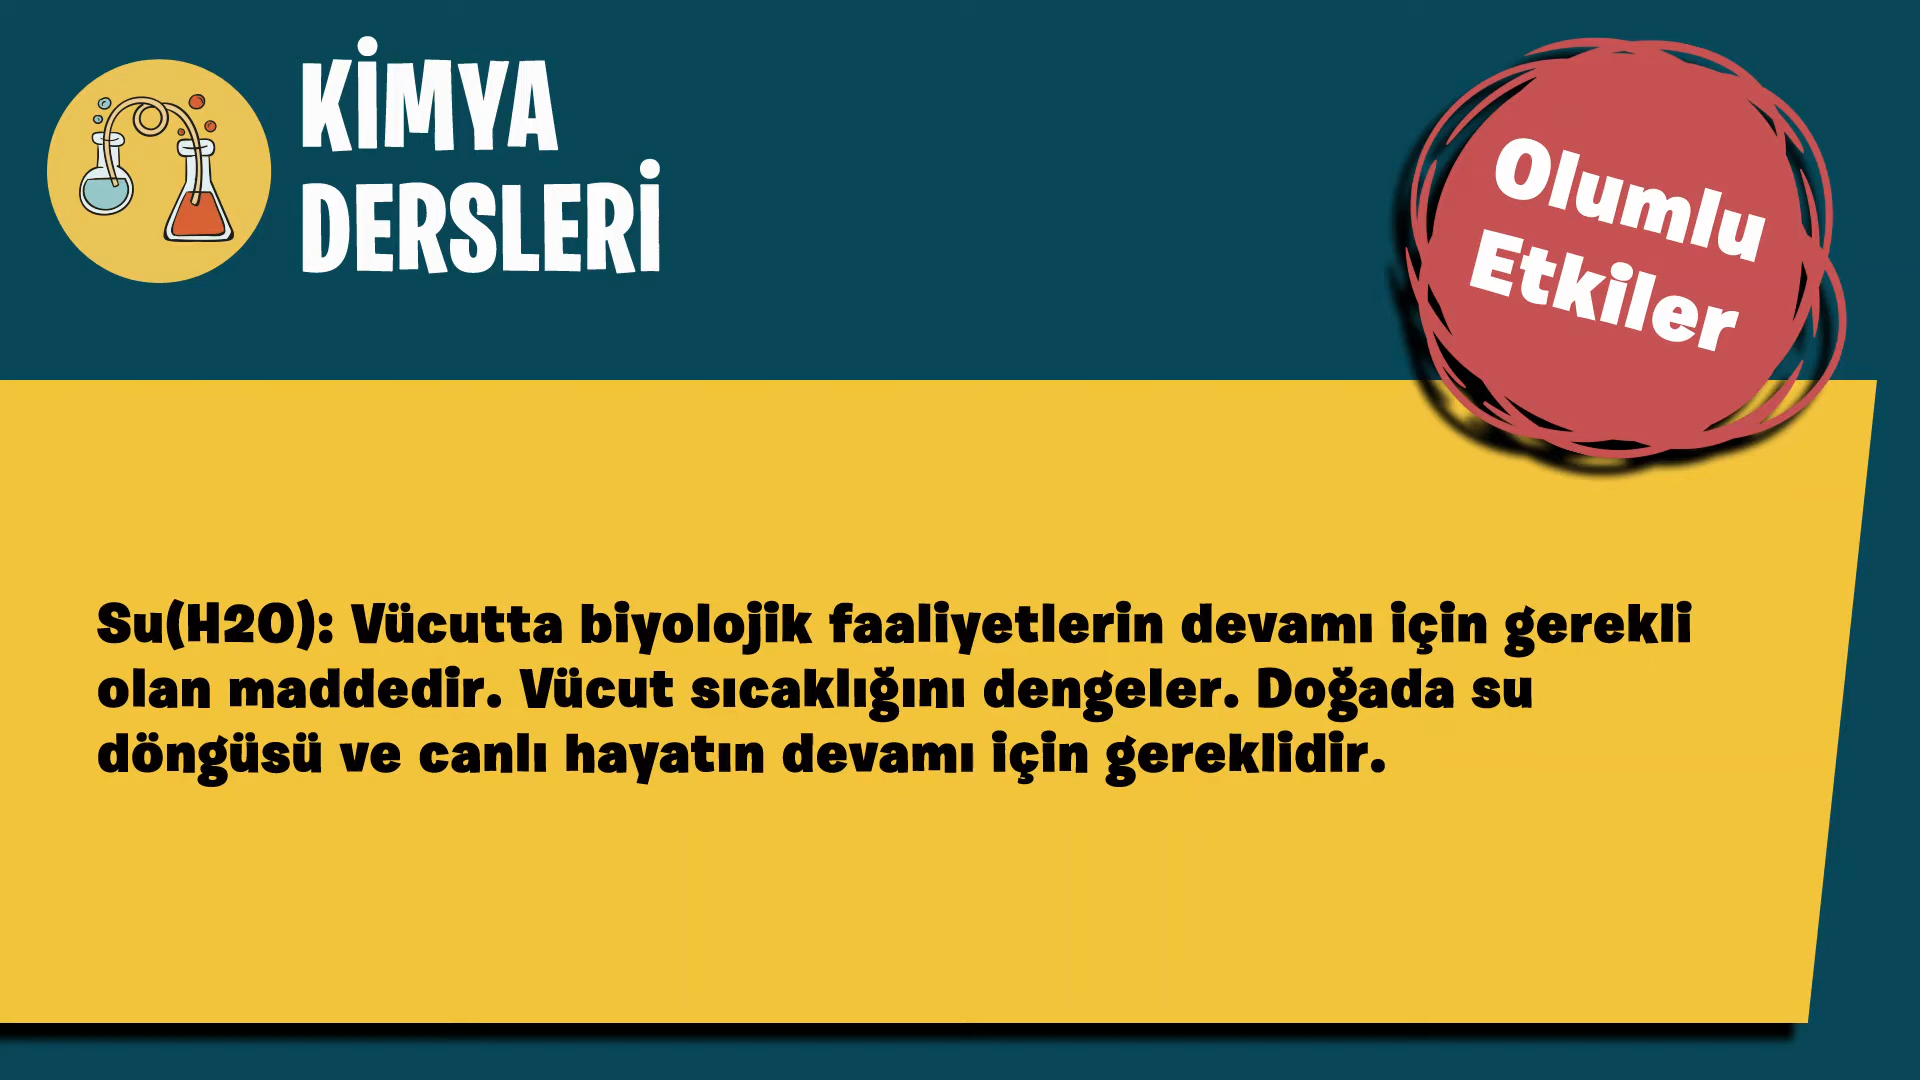 KİMYA
DERSLERİ
Olumlu
Etkiler
Su(H2O): Vücutta biyolojik faaliyetlerin devamı için gerekli
olan maddedir. Vücut sıcaklığını dengeler. Doğada su
döngüsü ve canlı hayatın devamı için gereklidir.